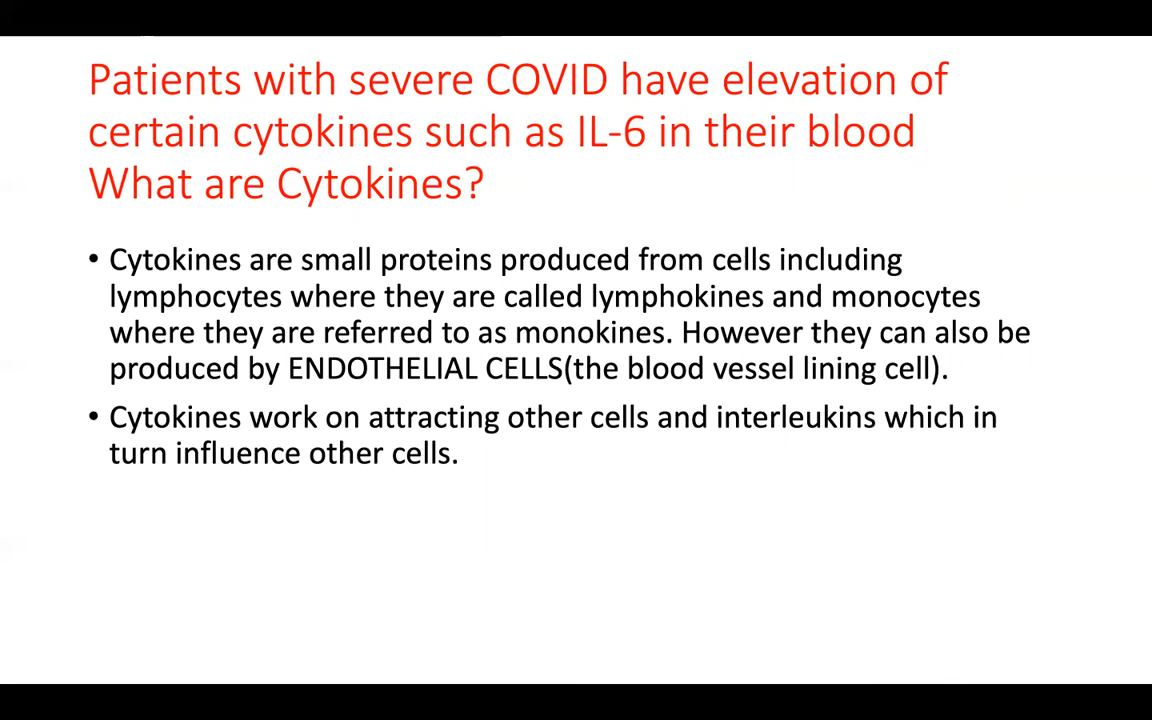 Patients with severe COVID have elevation of
certain cytokines such as IL-6 in their blood
What are Cytokines?
• Cytokines are small proteins produced from cells including
lymphocytes where they are called lymphokines and monocytes
where they are referred to as monokines. However they can also be
produced by ENDOTHELIAL CELLS(the blood vessel lining cell).
• Cytokines work on attracting other cells and interleukins which in
turn influence other cells.